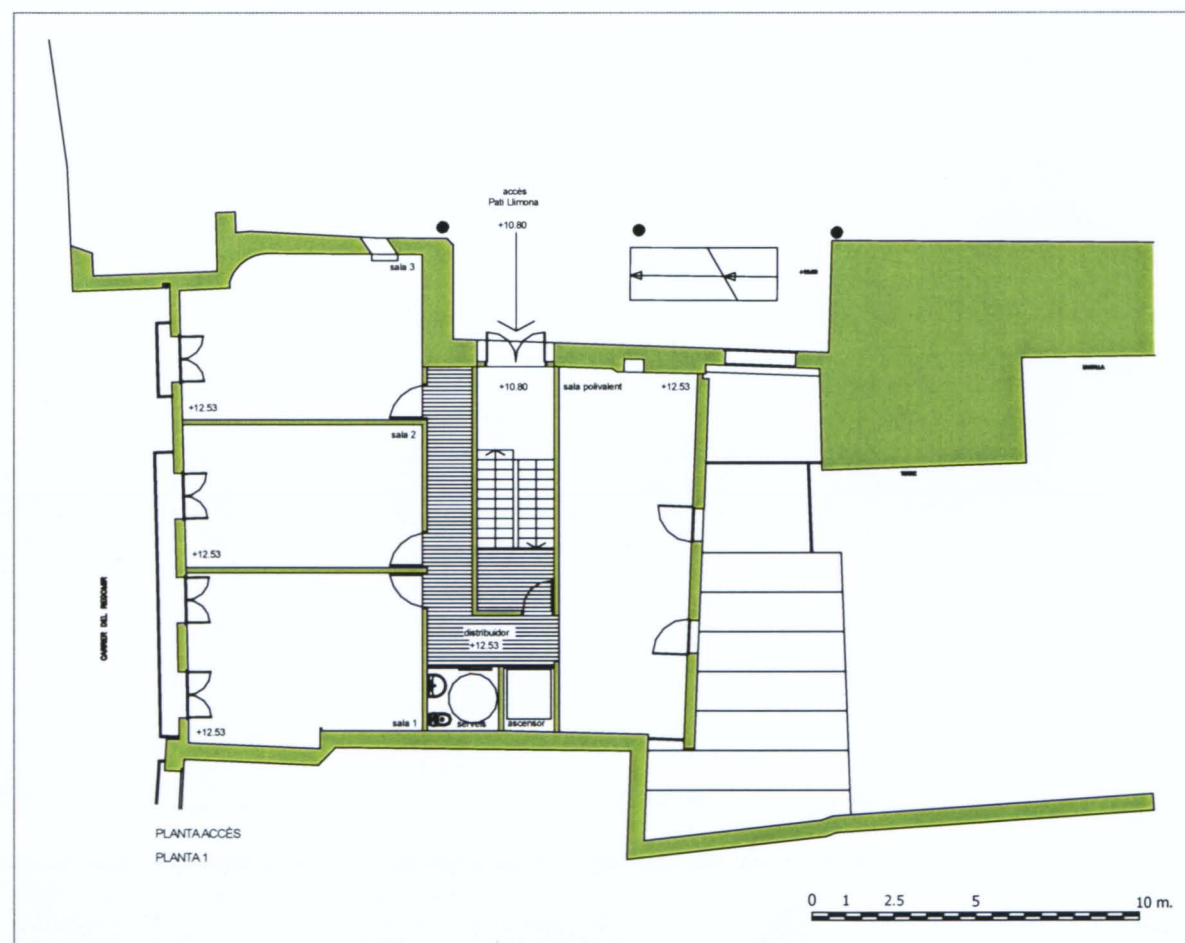 accés
Pati Llimona
+10.80
sala 3
+12.53
+10.80
sala polivalent
+12.53
sala 2
+12.53
CARRER DEL REGOMIR
distribuidor
+12.53
sala 1
serveis
ascensor
+12.53
PLANTA ACCÉS
PLANTA 1
0 1 2.5 5 10 m.